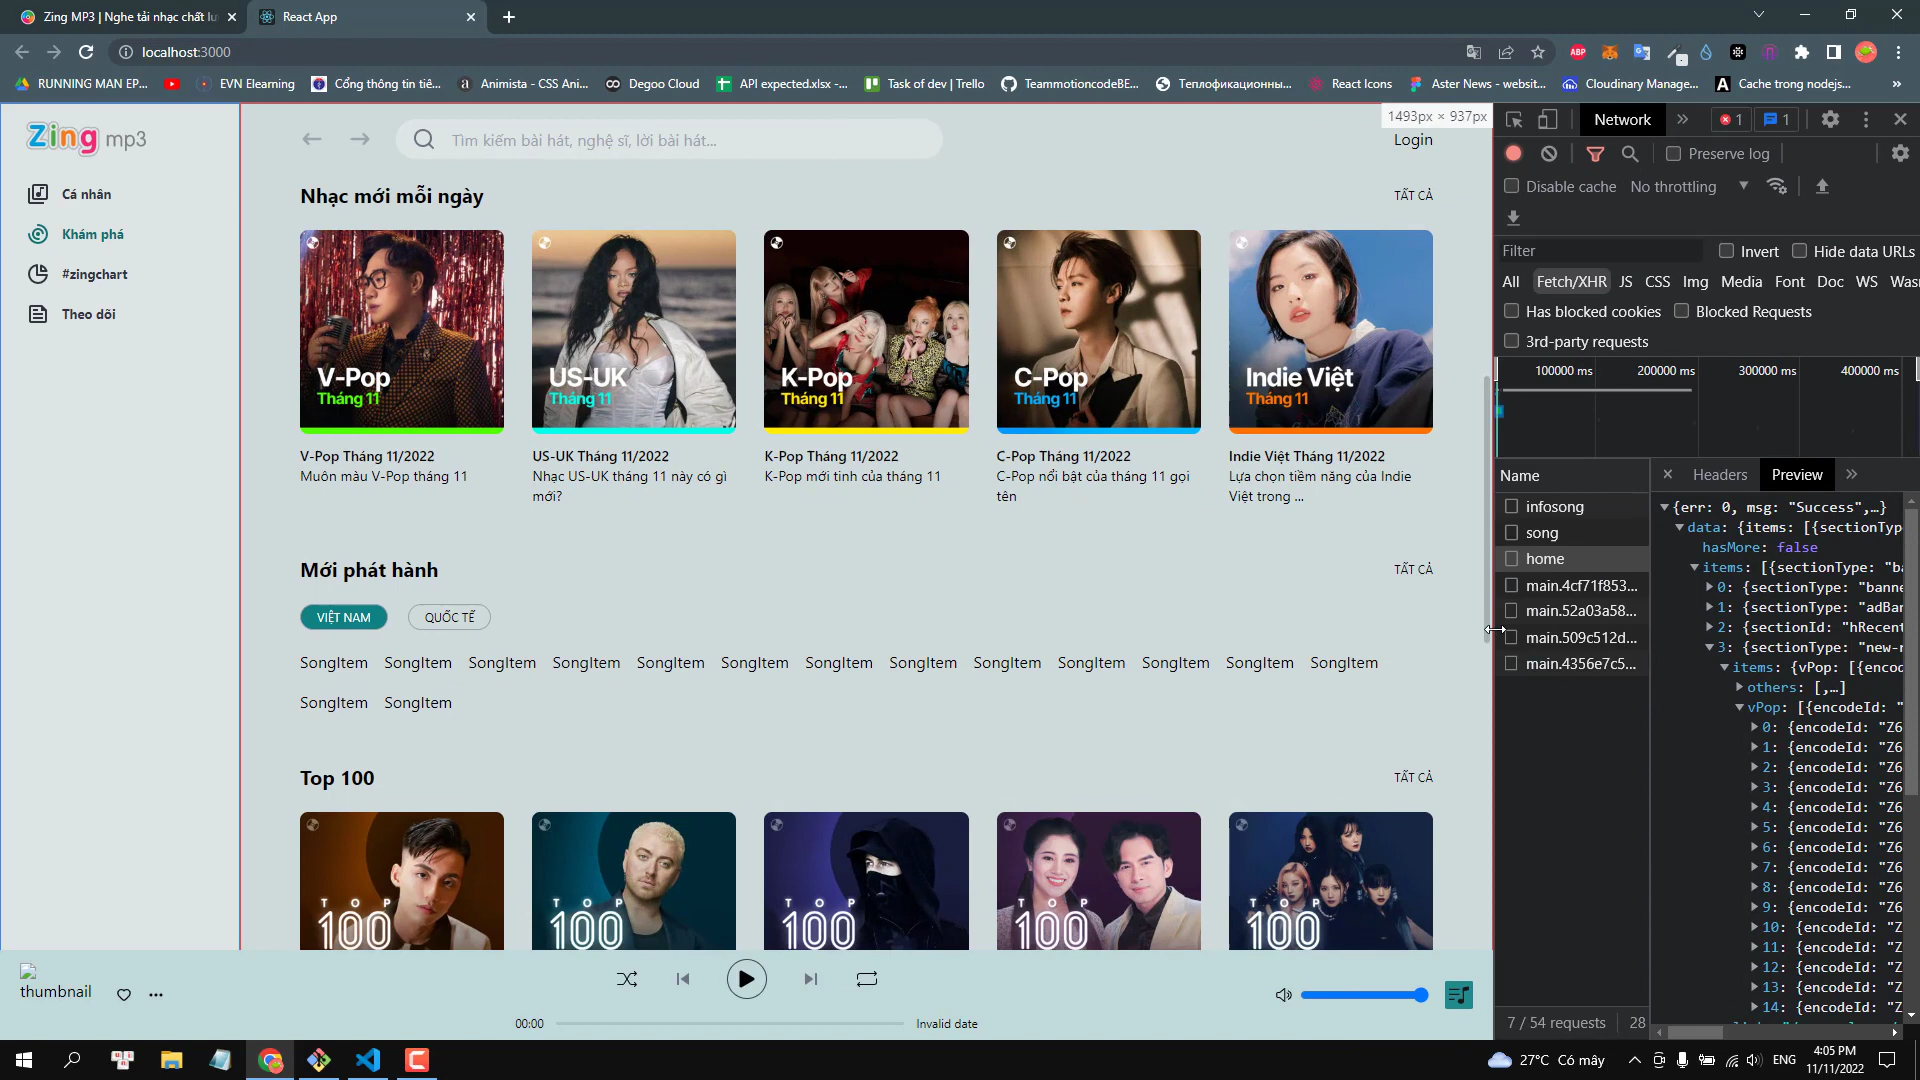 Zing MP3 | Nghe tải nhạc chất lư
React App
localhost:3000
RUNNING MAN EP...
EVN Elearning
Cổng thông tin tiê...
Animista - CSS Ani...
Degoo Cloud
API expected.xlsx -...
Task of dev | Trello
TeammotioncodeBE...
Теплофикационны...
React Icons
Aster News - websit...
Cloudinary Manage...
Cache trong nodejs...
»
Zing mp3
Cá nhân
Khám phá
#zingchart
Theo dõi
Tìm kiếm bài hát, nghệ sĩ, lời bài hát...
1493px × 937px
Login
Nhạc mới mỗi ngày
TẤT CẢ
V-Pop
Tháng 11
US-UK
Tháng 11
K-Pop
Tháng 11
C-Pop
Tháng 11
Indie Việt
Tháng 11
V-Pop Tháng 11/2022
Muôn màu V-Pop tháng 11
US-UK Tháng 11/2022
Nhạc US-UK tháng 11 này có gì
mới?
K-Pop Tháng 11/2022
K-Pop mới tinh của tháng 11
C-Pop Tháng 11/2022
C-Pop nổi bật của tháng 11 gọi
tên
Indie Việt Tháng 11/2022
Lựa chọn tiềm năng của Indie
Việt trong ...
Mới phát hành
TẤT CẢ
VIỆT NAM
QUỐC TẾ
SongItem SongItem SongItem SongItem SongItem SongItem SongItem SongItem SongItem SongItem SongItem SongItem SongItem
SongItem SongItem
Top 100
TẤT CẢ
TOP
100
TOP
100
TOP
100
TOP
100
TOP
100
thumbnail
00:00
Invalid date
Network
»
1
1
Preserve log
Disable cache
No throttling
Filter
Invert
Hide data URLs
All Fetch/XHR JS CSS Img Media Font Doc WS Wasm
Has blocked cookies
Blocked Requests
3rd-party requests
100000 ms
200000 ms
300000 ms
400000 ms
Name
Headers
Preview
»
infosong
song
home
main.4cf71f853...
main.52a03a58...
main.509c512d...
main.4356e7c5...
{err: 0, msg: "Success",…}
data: {items: [{sectionTyp
hasMore: false
items: [{sectionType: "ba
0: {sectionType: "banne
1: {sectionType: "adBan
2: {sectionId: "hRecent
3: {sectionType: "new-r
items: {vPop: [{encod
others: [,…]
vPop: [{encodeId: "
0: {encodeId: "Z6
1: {encodeId: "Z6
2: {encodeId: "Z6
3: {encodeId: "Z6
4: {encodeId: "Z6
5: {encodeId: "Z6
6: {encodeId: "Z6
7: {encodeId: "Z6
8: {encodeId: "Z6
9: {encodeId: "Z6
10: {encodeId: "Z
11: {encodeId: "Z
12: {encodeId: "Z
13: {encodeId: "Z
14: {encodeId: "Z
7 / 54 requests
28
27°C Có mây
ENG
4:05 PM
11/11/2022